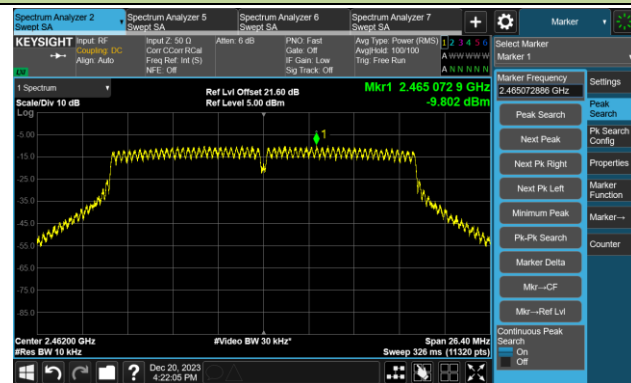 Spectrum Analyzer 2
Swept SA
Spectrum Analyzer 5
Swept SA
Spectrum Analyzer 6
Swept SA
Spectrum Analyzer 7
Swept SA
+
Marker
KEYSIGHT
Input: RF
Coupling: DC
Align: Auto
Input Z: 50 Ω
Corr CCorr RCal
Freq Ref: Int (S)
NFE: Off
Atten: 6 dB
PNO: Fast
Gate: Off
IF Gain: Low
Sig Track: Off
Avg Type: Power (RMS)
Avg|Hold: 100/100
Trig: Free Run
1 2 3 4 5 6
A W W W W W
A N N N N N
Select Marker
Marker 1
1 Spectrum
Scale/Div 10 dB
Log
Ref Lvl Offset 21.60 dB
Ref Level 5.00 dBm
Mkr1 2.465 072 9 GHz
-9.802 dBm
1
-5.00
-15.0
-25.0
-35.0
-45.0
-55.0
-65.0
-75.0
-85.0
Center 2.46200 GHz
#Res BW 10 kHz
#Video BW 30 kHz*
Span 26.40 MHz
Sweep 326 ms (11320 pts)
Marker Frequency
2.465072886 GHz
Peak Search
Next Peak
Next Pk Right
Next Pk Left
Minimum Peak
Pk-Pk Search
Marker Delta
Mkr→CF
Mkr→Ref Lvl
Continuous Peak
Search
On
Off
Settings
Peak
Search
Pk Search
Config
Properties
Marker
Function
Marker→
Counter
?
Dec 20, 2023
4:22:05 PM